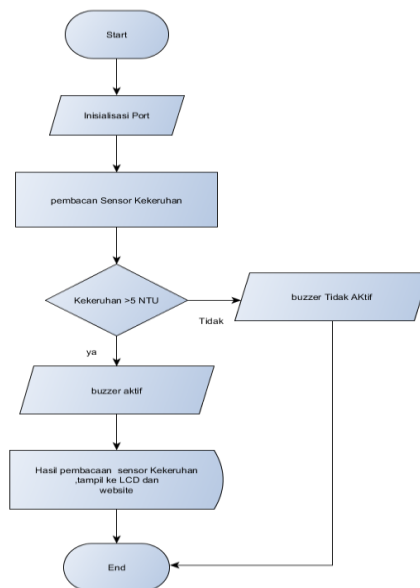 Start
Inisialisasi Port
pembacan Sensor Kekeruhan
Kekeruhan >5 NTU
buzzer Tidak AKtif
Tidak
ya
buzzer aktif
Hasil pembacaan sensor Kekeruhan
,tampil ke LCD dan
website
End